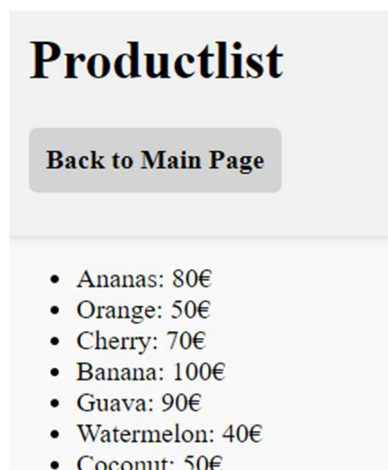 Productlist
Back to Main Page
Ananas: 80€
Orange: 50€
Cherry: 70€
Banana: 100€
Guava: 90€
Watermelon: 40€
Coconut: 50€